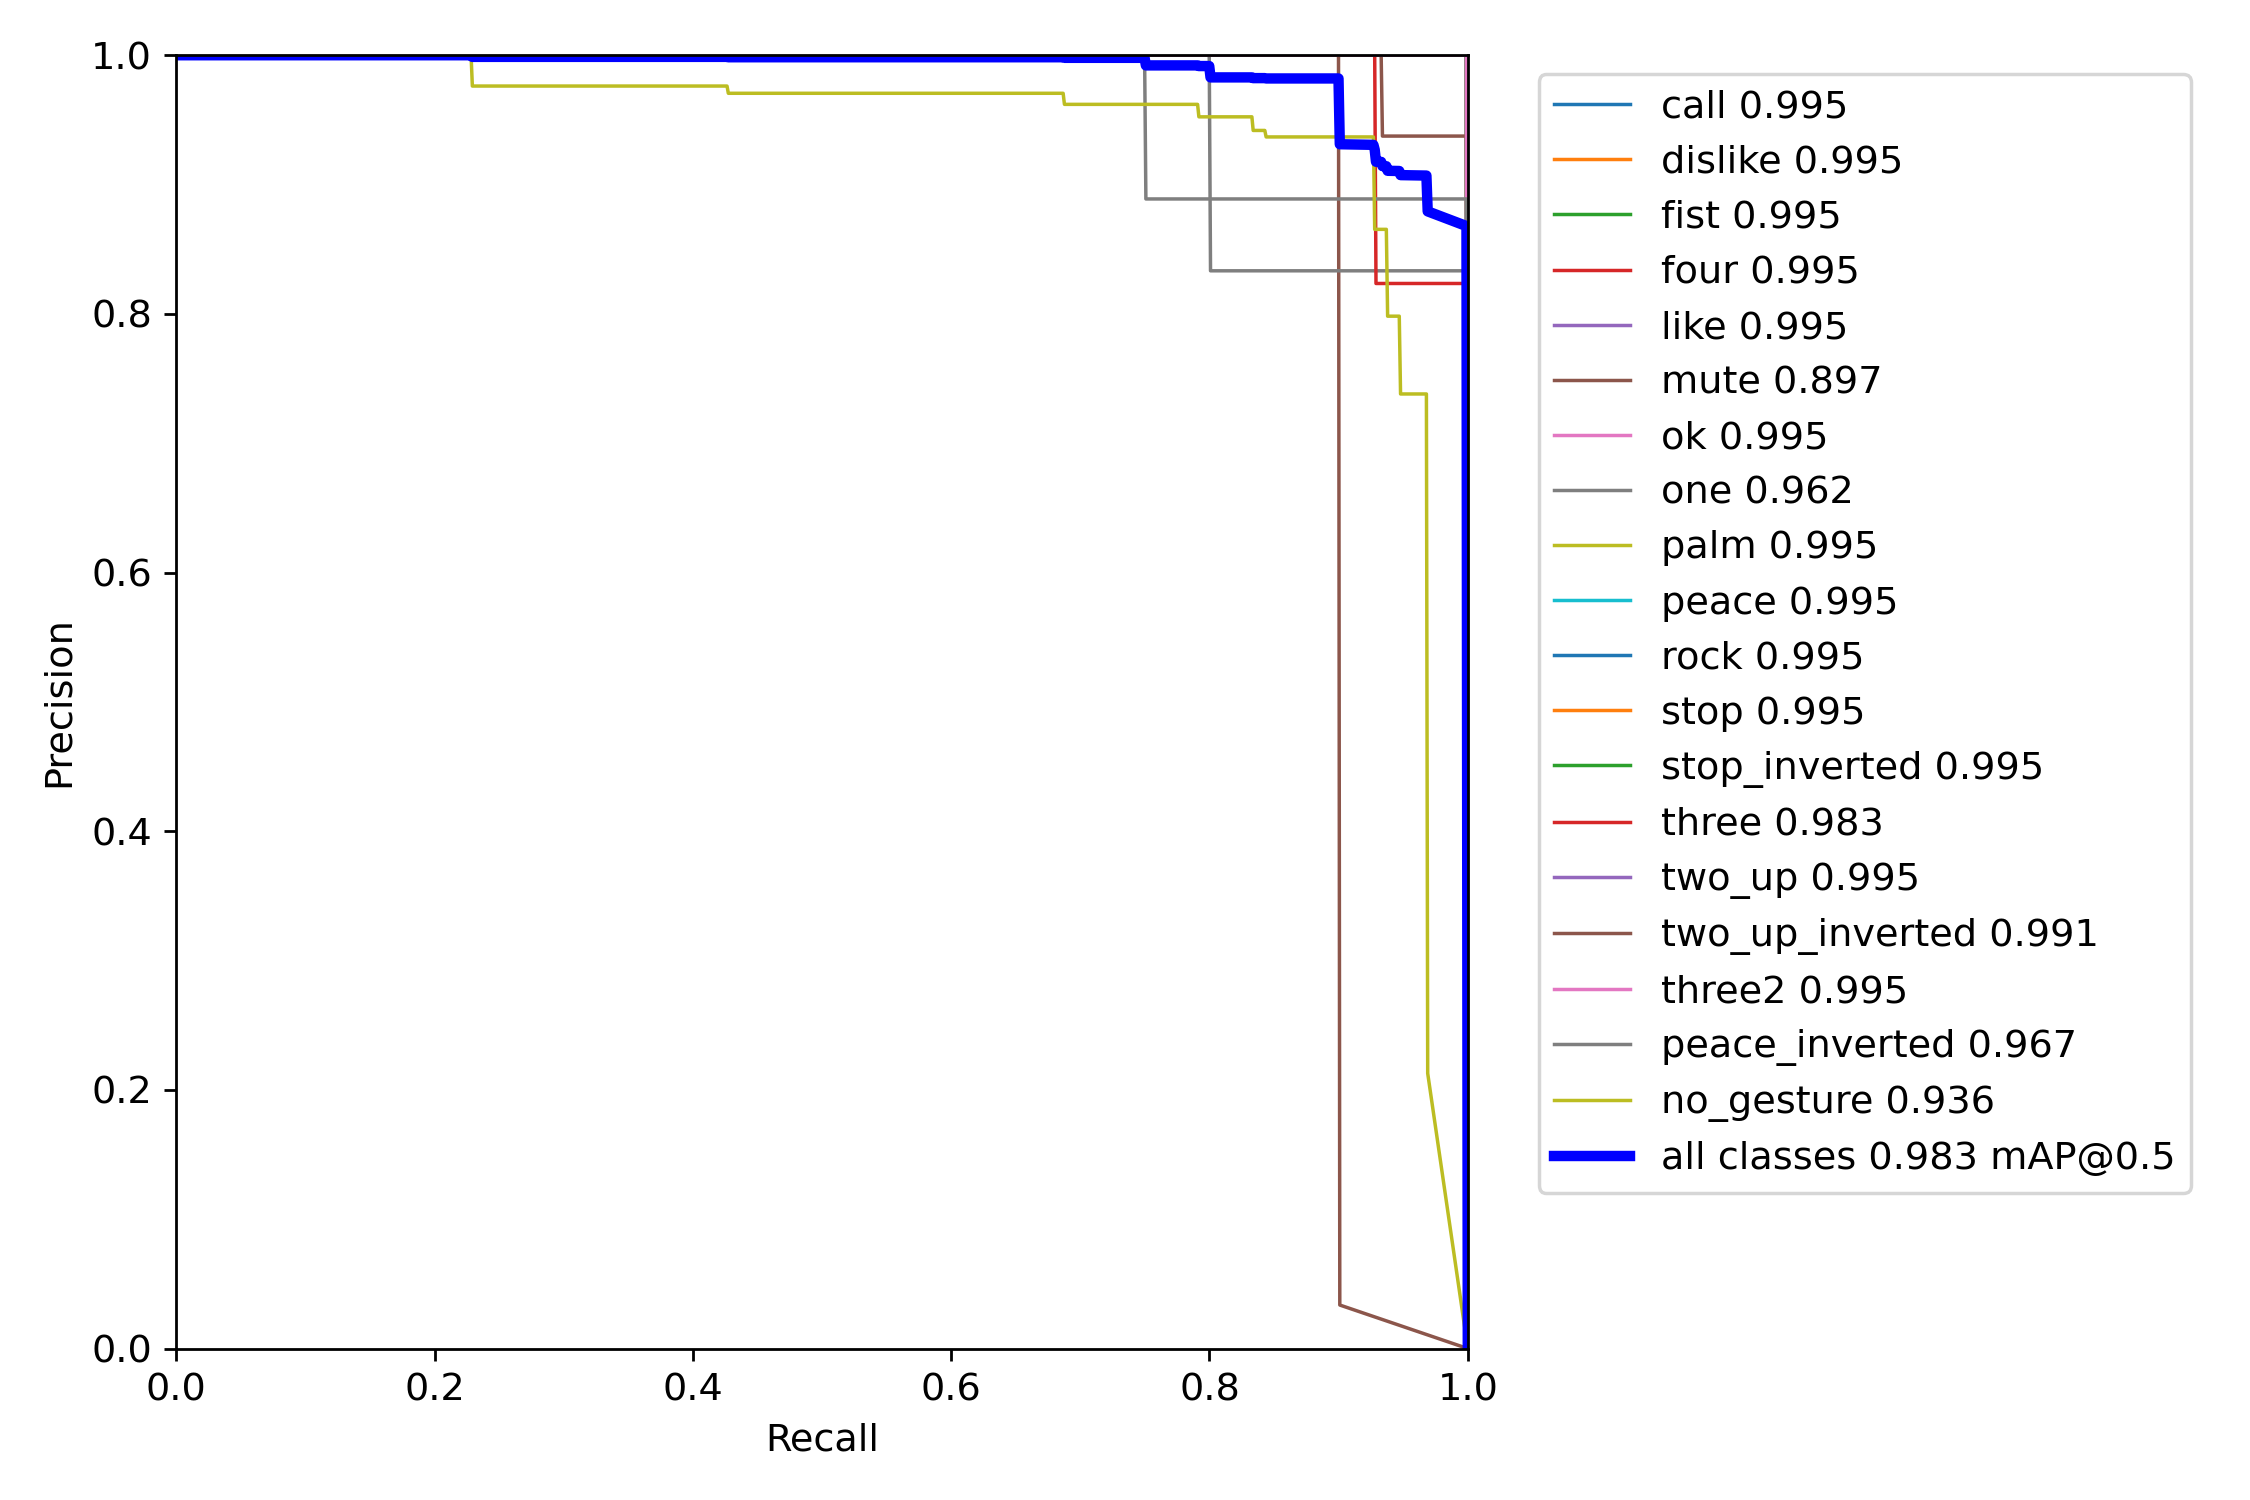 1.0
0.8
0.6
0.4
0.2
0.0
Precision
0.0 0.2 0.4 0.6 0.8 1.0
Recall
call 0.995
dislike 0.995
fist 0.995
four 0.995
like 0.995
mute 0.897
ok 0.995
one 0.962
palm 0.995
peace 0.995
rock 0.995
stop 0.995
stop_inverted 0.995
three 0.983
two_up 0.995
two_up_inverted 0.991
three2 0.995
peace_inverted 0.967
no_gesture 0.936
all classes 0.983 mAP@0.5